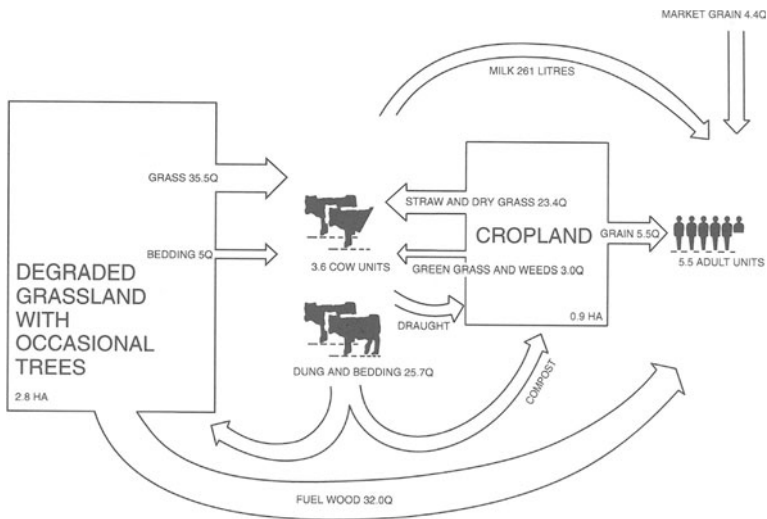 MARKET GRAIN 4.4Q
MILK 261 LITRES
GRASS 35.5Q
STRAW AND DRY GRASS 23.4Q
CROPLAND
GRAIN 5.5Q
BEDDING 5Q
3.6 COW UNITS
GREEN GRASS AND WEEDS 3.0Q
5.5 ADULT UNITS
DEGRADED
GRASSLAND
WITH
OCCASIONAL
TREES
DRAUGHT
0.9 HA
DUNG AND BEDDING 25.7Q
COMPOST
2.8 HA
FUEL WOOD 32.0Q